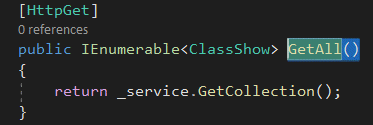 [HttpGet]
0 references
public IEnumerable<ClassShow> GetAll()
{
return _service.GetCollection();
}